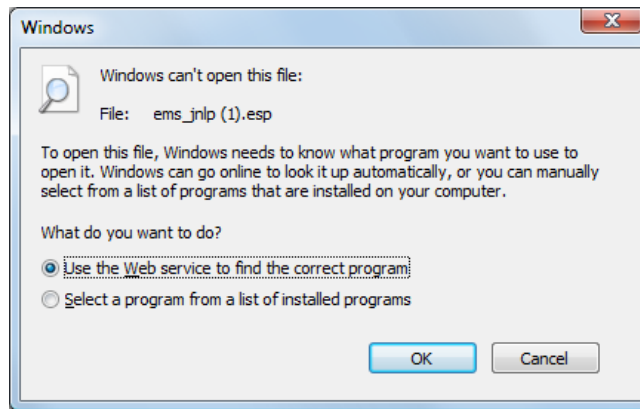 Windows
Windows can't open this file:
File: ems_jnlp (1).esp
To open this file, Windows needs to know what program you want to use to
open it. Windows can go online to look it up automatically, or you can manually
select from a list of programs that are installed on your computer.
What do you want to do?
Use the Web service to find the correct program
Select a program from a list of installed programs
OK Cancel